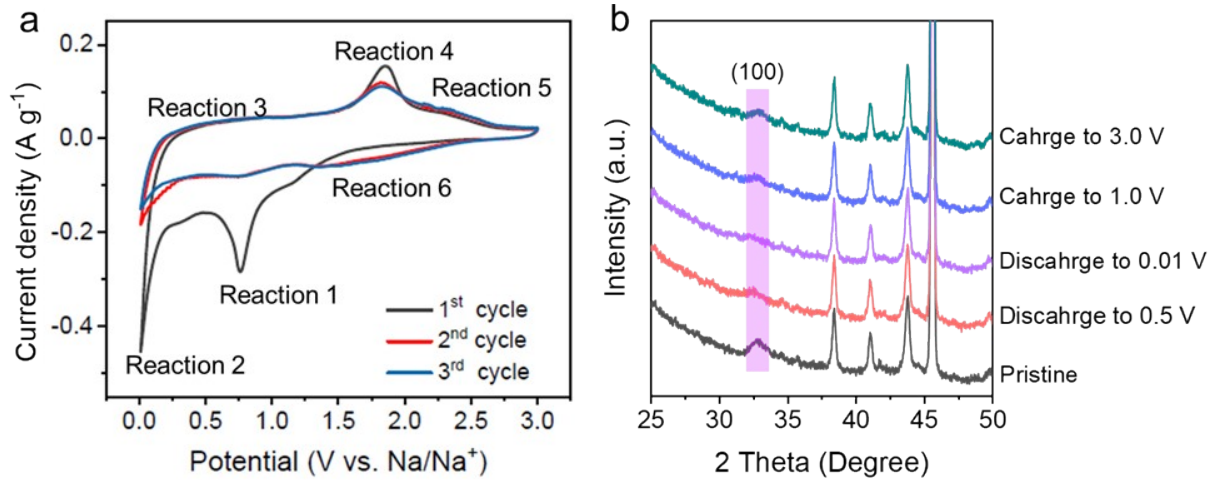 a
Current density (A g⁻¹)
0.2
0.0
-0.2
-0.4
Reaction 4
Reaction 5
Reaction 3
Reaction 6
Reaction 1
Reaction 2
1st cycle
2nd cycle
3rd cycle
0.0 0.5 1.0 1.5 2.0 2.5 3.0
Potential (V vs. Na/Na⁺)
b
Intensity (a.u.)
(100)
Cahrge to 3.0 V
Cahrge to 1.0 V
Discahrge to 0.01 V
Discahrge to 0.5 V
Pristine
25 30 35 40 45 50
2 Theta (Degree)